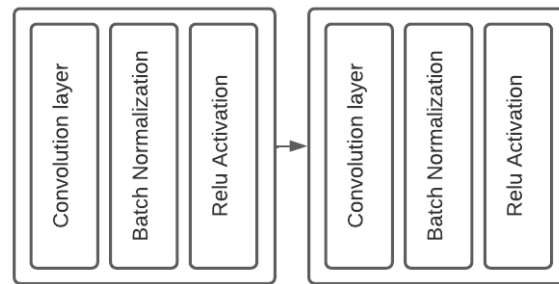 Convolution layer
Batch Normalization
Relu Activation
Convolution layer
Batch Normalization
Relu Activation